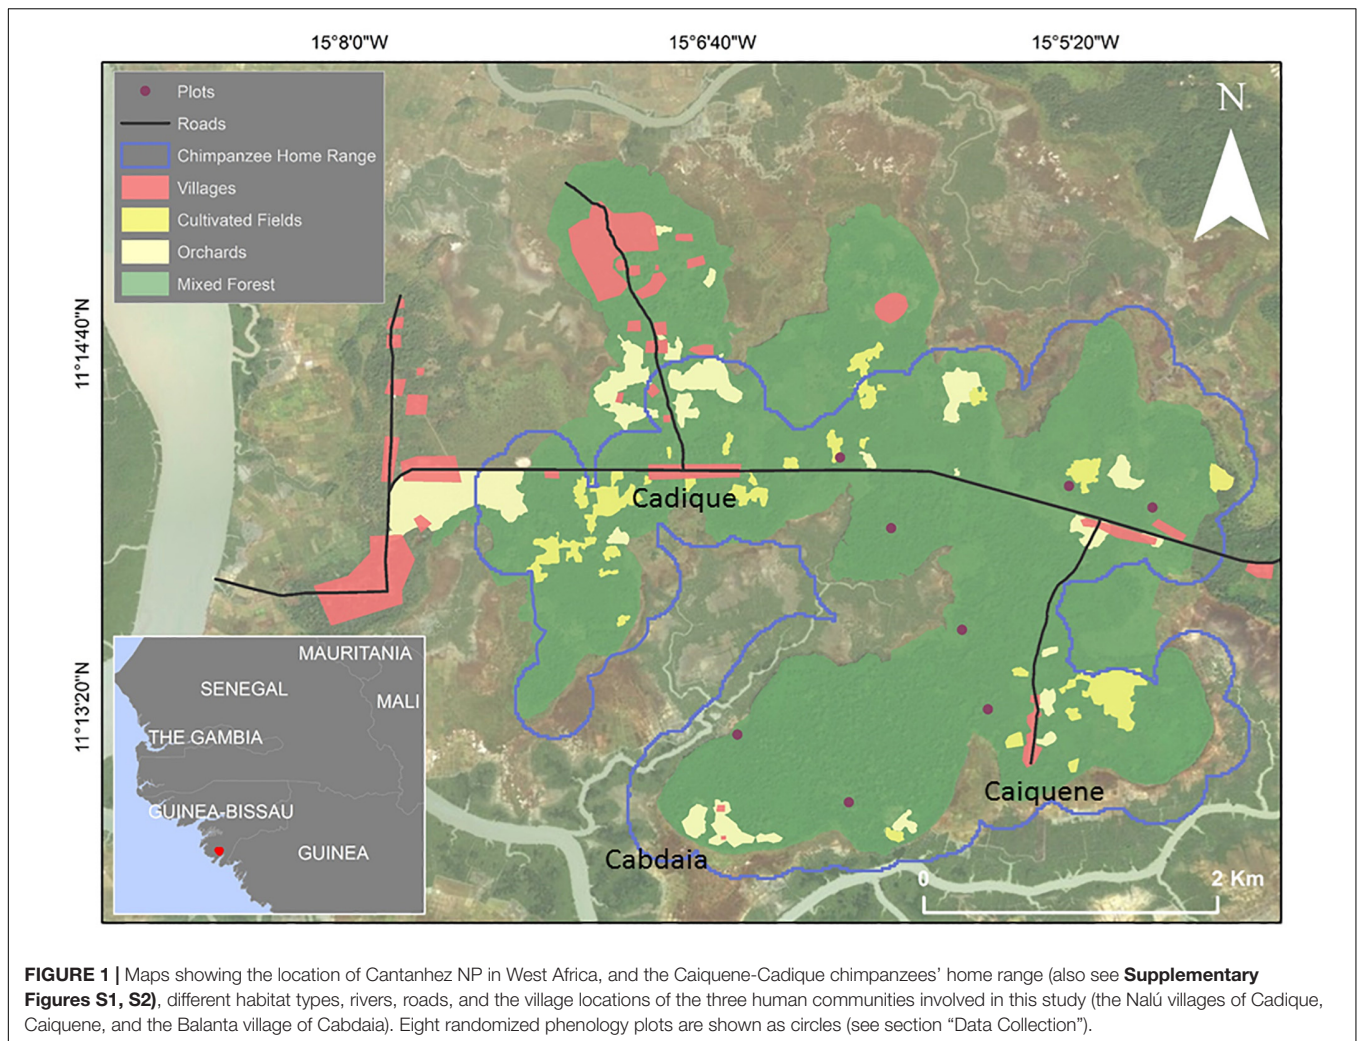 15°8'0"W 15°6'40"W 15°5'20"W
Plots
Roads
Chimpanzee Home Range
Villages
Cultivated Fields
Orchards
Mixed Forest
N
11°14'40"N
11°13'20"N
Cadique
Caiquene
Cabdaia
0 2 Km
MAURITANIA
SENEGAL
MALI
THE GAMBIA
GUINEA-BISSAU
GUINEA
FIGURE 1 | Maps showing the location of Cantanhez NP in West Africa, and the Caiquene-Cadique chimpanzees’ home range (also see Supplementary
Figures S1, S2), different habitat types, rivers, roads, and the village locations of the three human communities involved in this study (the Nalú villages of Cadique,
Caiquene, and the Balanta village of Cabdaia). Eight randomized phenology plots are shown as circles (see section “Data Collection”).